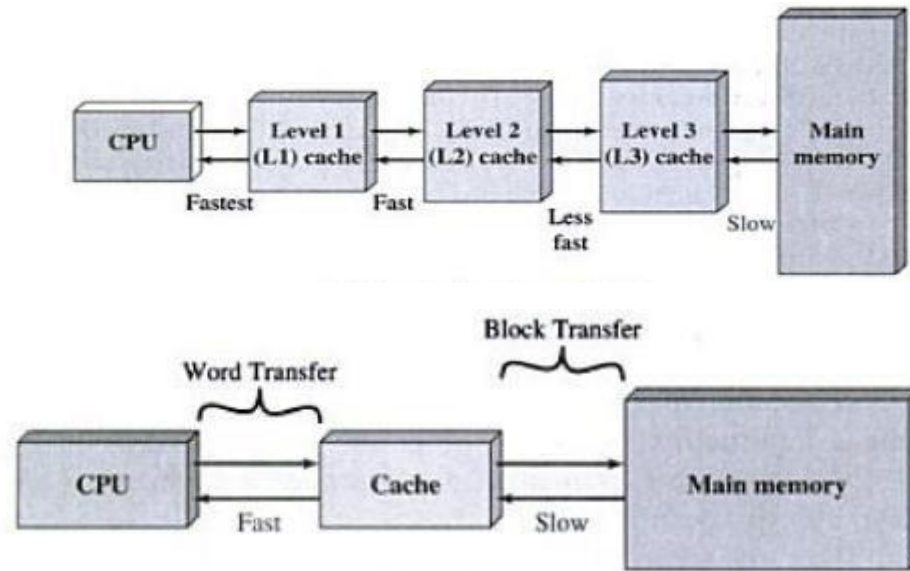 CPU
Level 1
(L1) cache
Level 2
(L2) cache
Level 3
(L3) cache
Main
memory
Fastest
Fast
Less
fast
Slow
Block Transfer
Word Transfer
CPU
Cache
Main memory
Fast
Slow